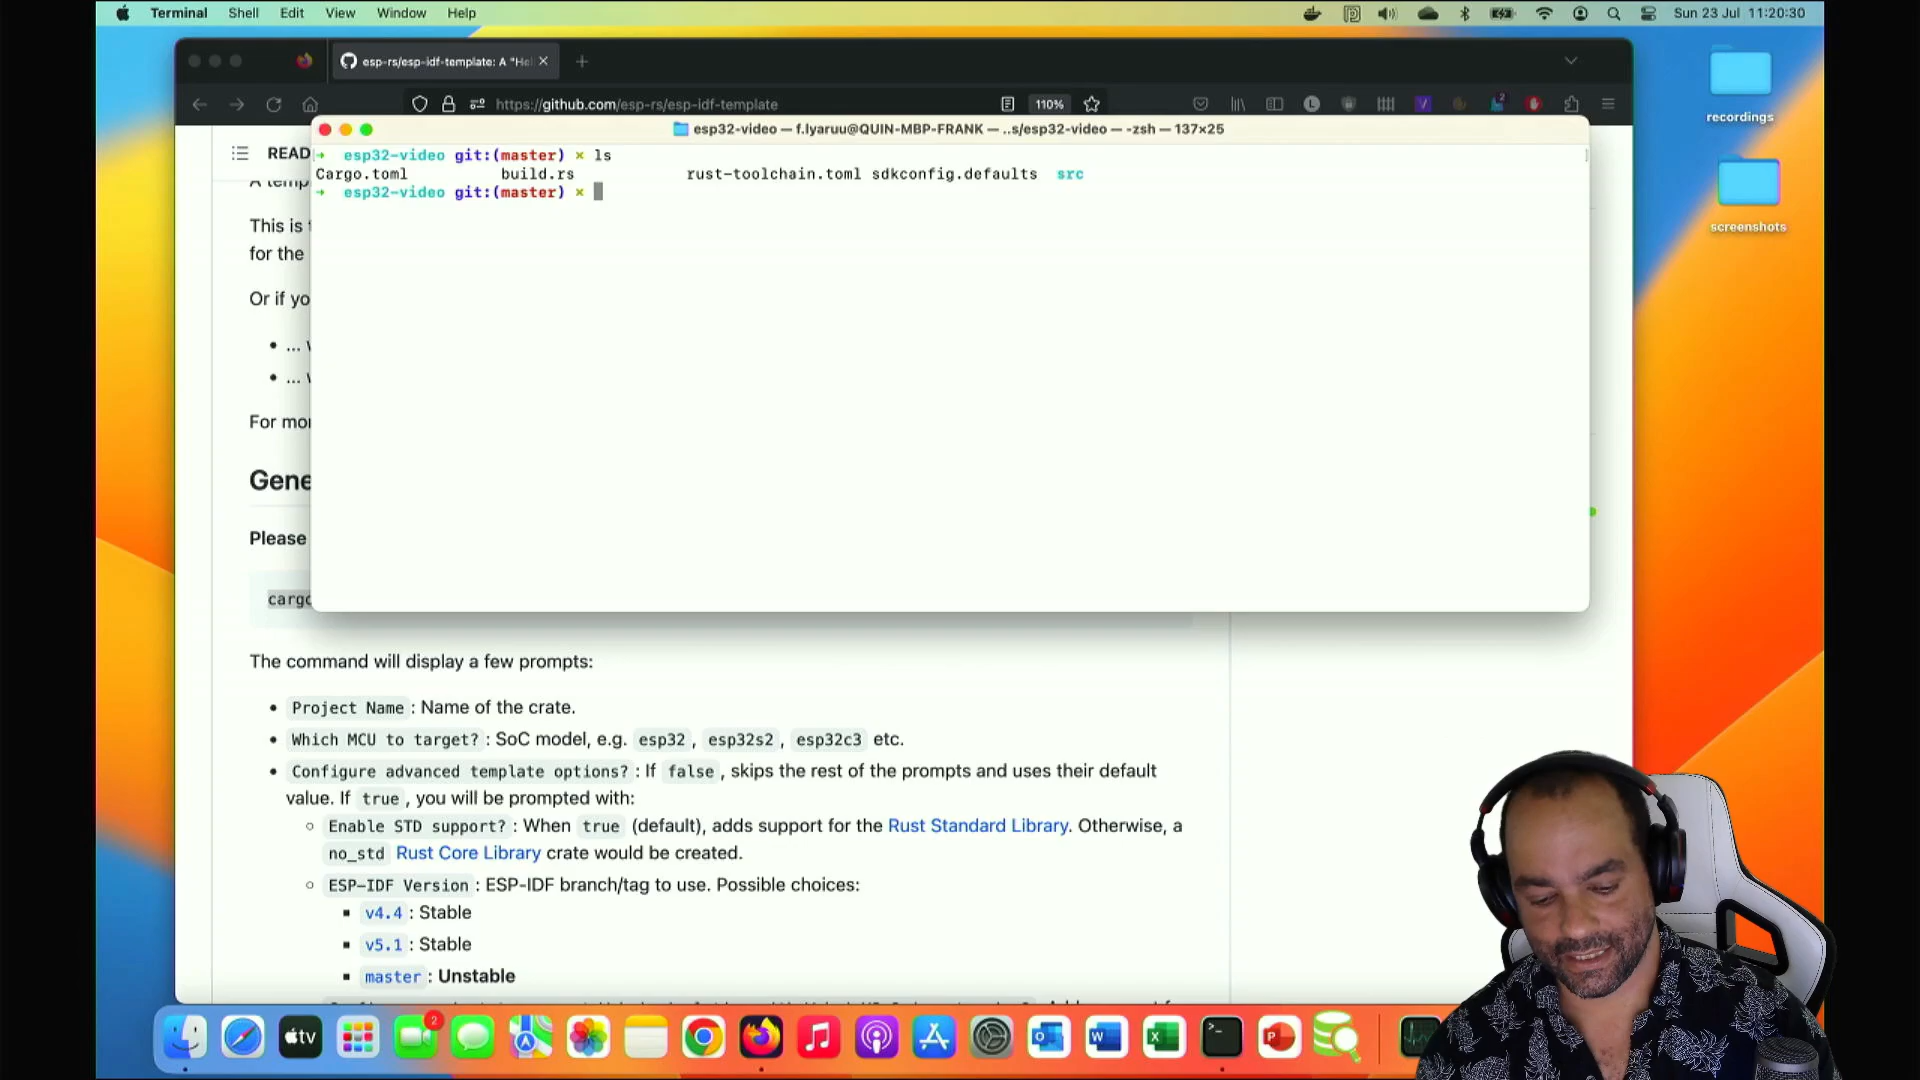 Terminal Shell Edit View Window Help Sun 23 Jul 11:20:30
esp-rs/esp-idf-template: A "Hel
https://github.com/esp-rs/esp-idf-template 110%
recordings
screenshots
esp32-video — f.lyaruu@QUIN-MBP-FRANK — ..s/esp32-video — -zsh — 137×25
➜ esp32-video git:(master) × ls
Cargo.toml build.rs rust-toolchain.toml sdkconfig.defaults src
➜ esp32-video git:(master) ×
READ
A temp
This is
for the
Or if yo
...
...
For mo
Gene
Please
cargo
The command will display a few prompts:
• Project Name : Name of the crate.
• Which MCU to target? : SoC model, e.g. esp32 , esp32s2 , esp32c3 etc.
• Configure advanced template options? : If false , skips the rest of the prompts and uses their default
value. If true , you will be prompted with:
Enable STD support? : When true (default), adds support for the Rust Standard Library. Otherwise, a
no_std Rust Core Library crate would be created.
ESP-IDF Version : ESP-IDF branch/tag to use. Possible choices:
v4.4 : Stable
v5.1 : Stable
master : Unstable
2
tv